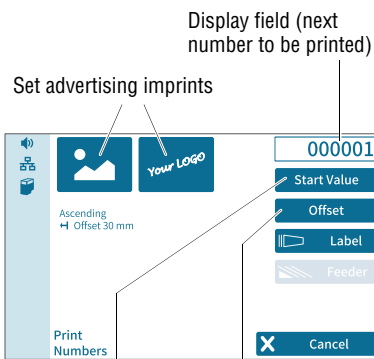 Display field (next
number to be printed)
Set advertising imprints
000001
Your LOGO
Start Value
Ascending
Offset 30 mm
Offset
Label
Feeder
Print
Numbers
Cancel